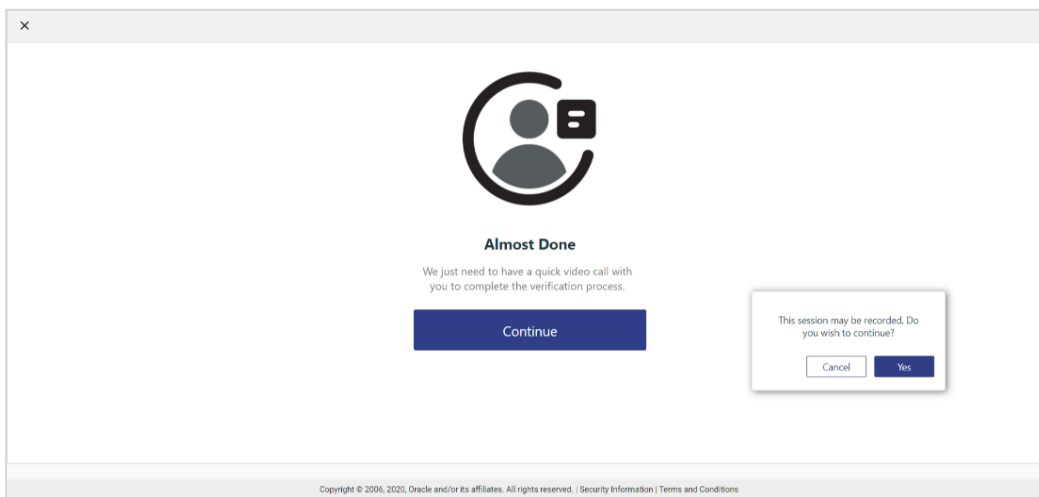 Almost Done
We just need to have a quick video call with
you to complete the verification process.
Continue
This session may be recorded. Do
you wish to continue?
Cancel Yes
Copyright © 2006, 2020, Oracle and/or its affiliates. All rights reserved. | Security Information | Terms and Conditions